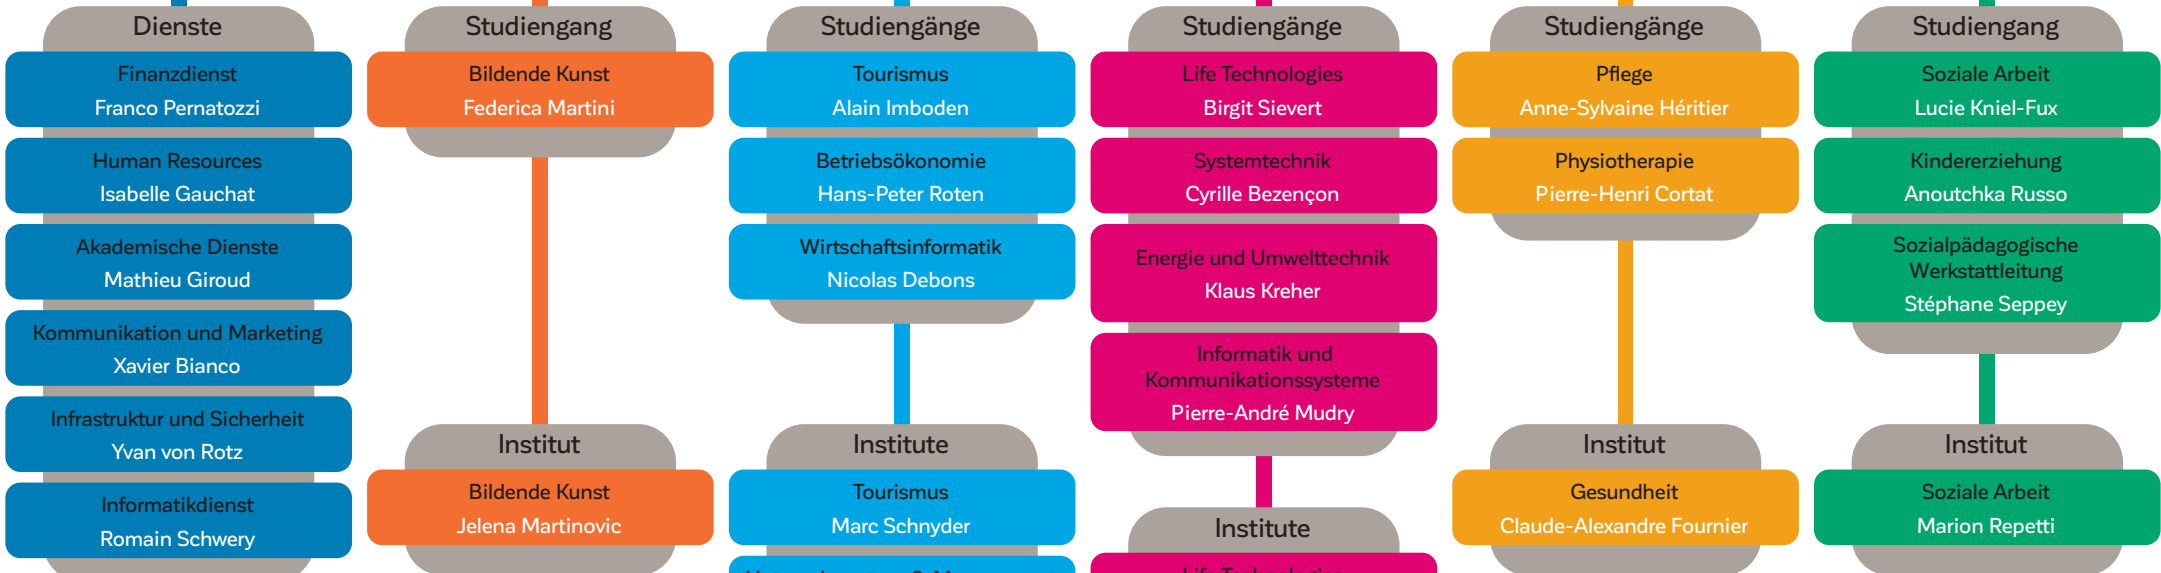 Dienste
Finanzdienst
Franco Pernatozzi
Human Resources
Isabelle Gauchat
Akademische Dienste
Mathieu Giroud
Kommunikation und Marketing
Xavier Bianco
Infrastruktur und Sicherheit
Yvan von Rotz
Informatikdienst
Romain Schwery
Studiengang
Bildende Kunst
Federica Martini
Institut
Bildende Kunst
Jelena Martinovic
Studiengänge
Tourismus
Alain Imboden
Betriebsökonomie
Hans-Peter Roten
Wirtschaftsinformatik
Nicolas Debons
Institute
Tourismus
Marc Schnyder
Studiengänge
Life Technologies
Birgit Sievert
Systemtechnik
Cyrille Bezençon
Energie und Umwelttechnik
Klaus Kreher
Informatik und
Kommunikationssysteme
Pierre-André Mudry
Institute
Life Technologies
Studiengänge
Pflege
Anne-Sylvaine Héritier
Physiotherapie
Pierre-Henri Cortat
Institut
Gesundheit
Claude-Alexandre Fournier
Studiengang
Soziale Arbeit
Lucie Kniel-Fux
Kindererziehung
Anoutchka Russo
Sozialpädagogische
Werkstattleitung
Stéphane Seppey
Institut
Soziale Arbeit
Marion Repetti